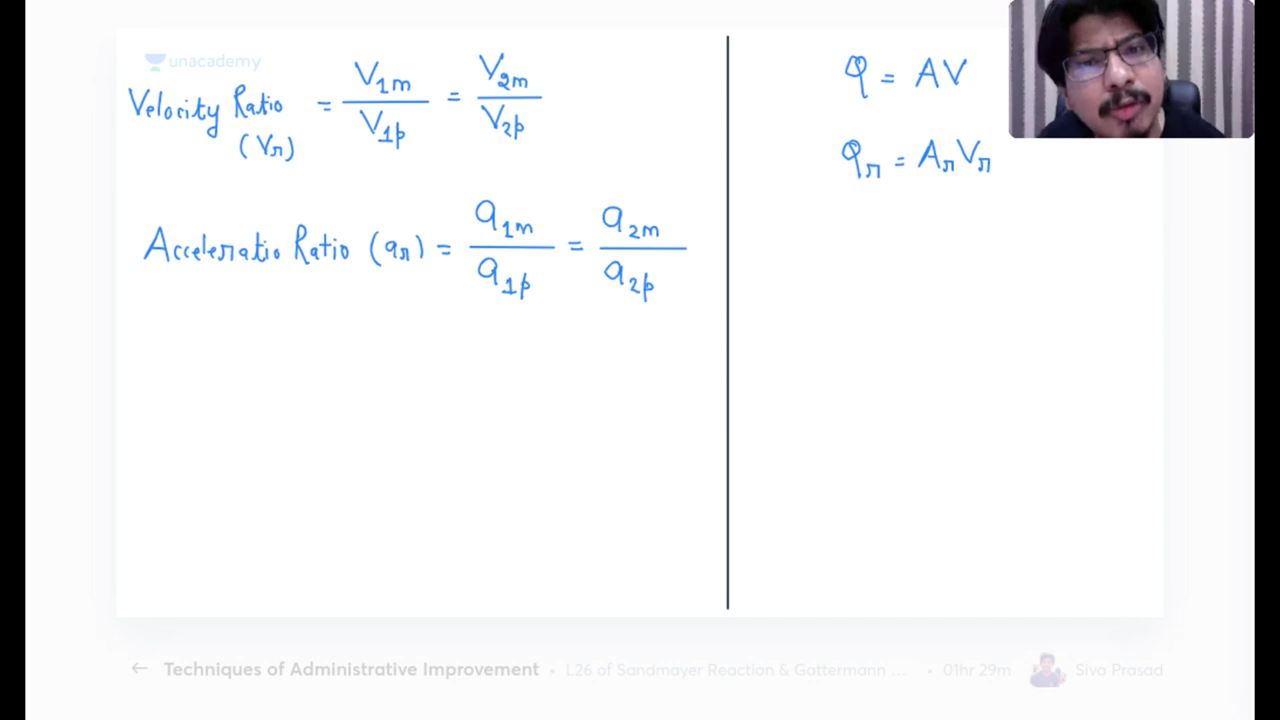 unacademy
Velocity Ratio (Vr) = V1m / V1p = V2m / V2p
Acceleratio Ratio (ar) = a1m / a1p = a2m / a2p
Q = AV
Qr = ArVr
← Techniques of Administrative Improvement • L26 of Sandmayer Reaction & Gattermann ... • 01hr 29m Siva Prasad